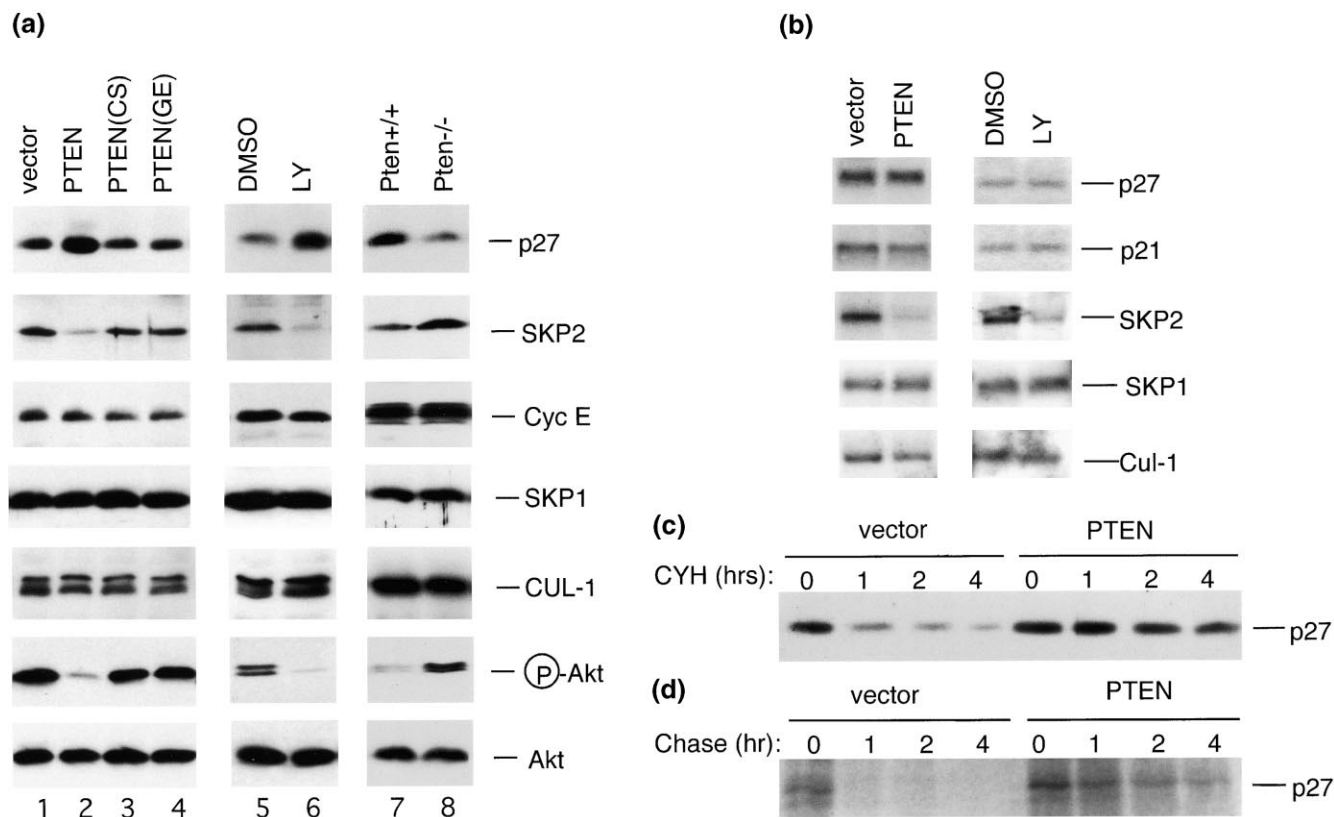 (a)
vector PTEN PTEN(CS) PTEN(GE) DMSO LY Pten+/+ Pten-/-
p27
SKP2
Cyc E
SKP1
CUL-1
P-Akt
Akt
1 2 3 4 5 6 7 8
(b)
vector PTEN DMSO LY
p27
p21
SKP2
SKP1
Cul-1
(c)
vector PTEN
CYH (hrs): 0 1 2 4 0 1 2 4
p27
(d)
vector PTEN
Chase (hr): 0 1 2 4 0 1 2 4
p27